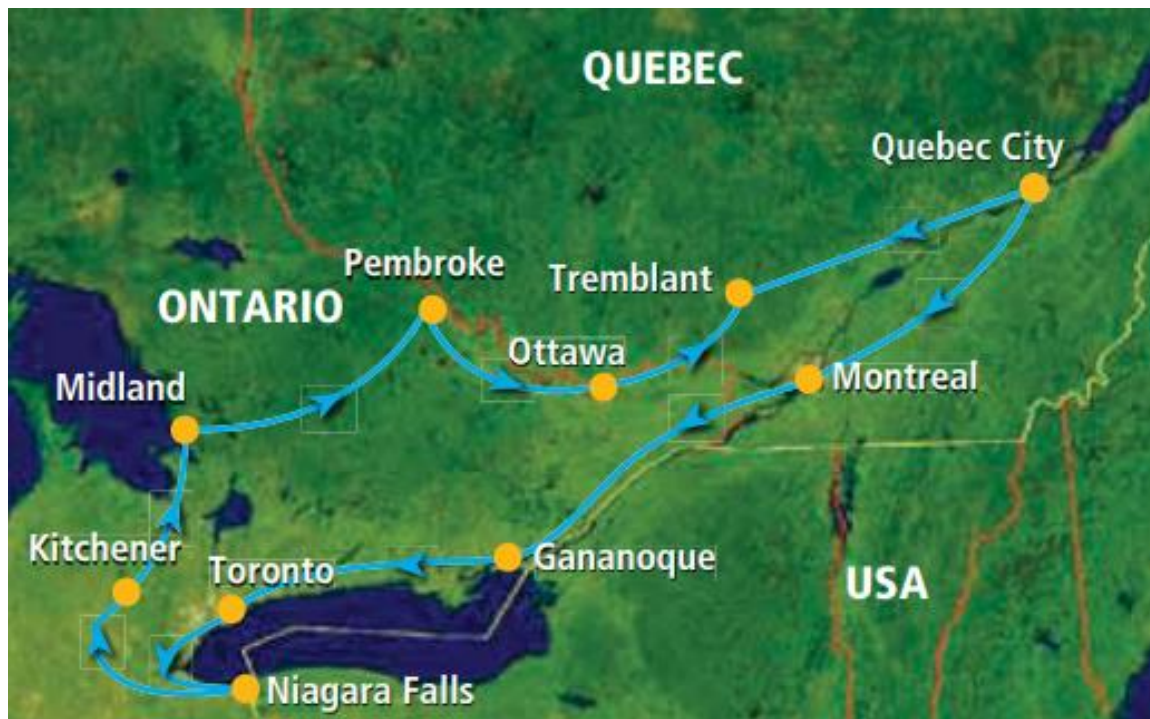 QUEBEC
Quebec City
Pembroke
Tremblant
ONTARIO
Ottawa
Midland
Montreal
Kitchener
Toronto
Gananoque
USA
Niagara Falls